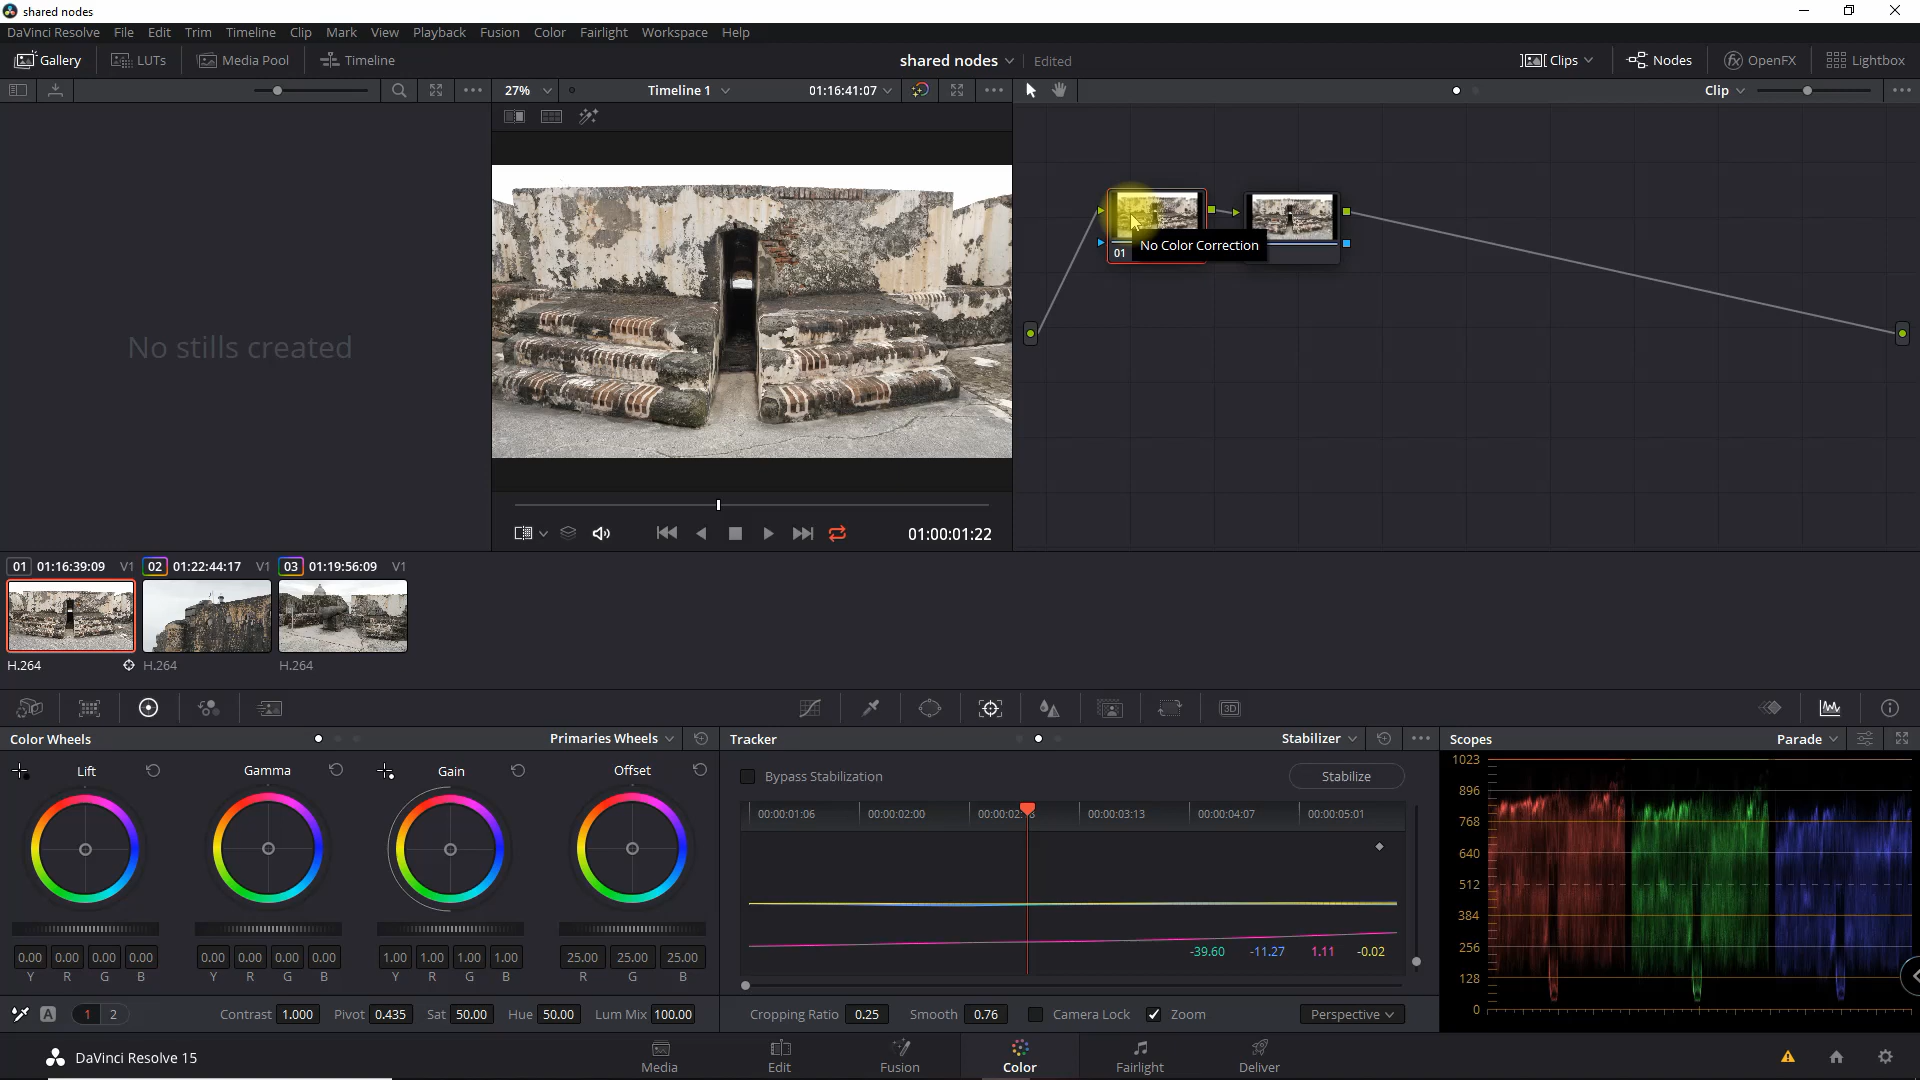 shared nodes
DaVinci Resolve File Edit Trim Timeline Clip Mark View Playback Fusion Color Fairlight Workspace Help
Gallery LUTs Media Pool Timeline shared nodes Edited Clips Nodes OpenFX Lightbox
27% Timeline 1 01:16:41:07 Clip
No Color Correction
01
No stills created
01:00:01:22
01 01:16:39:09 V1 02 01:22:44:17 V1 03 01:19:56:09 V1
H.264 H.264 H.264
3D
Color Wheels Primaries Wheels Tracker Stabilizer Scopes Parade
Lift Gamma Gain Offset
Bypass Stabilization Stabilize
00:00:01:06 00:00:02:00 00:00:03:13 00:00:04:07 00:00:05:01
1023
896
768
640
512
384
256
128
0
-39.60 -11.27 1.11 -0.02
0.00 0.00 0.00 0.00 0.00 0.00 0.00 0.00 1.00 1.00 1.00 1.00 25.00 25.00 25.00
Y R G B Y R G B Y R G B R G B
A 1 2 Contrast 1.000 Pivot 0.435 Sat 50.00 Hue 50.00 Lum Mix 100.00
Cropping Ratio 0.25 Smooth 0.76 Camera Lock Zoom Perspective
DaVinci Resolve 15
Media Edit Fusion Color Fairlight Deliver